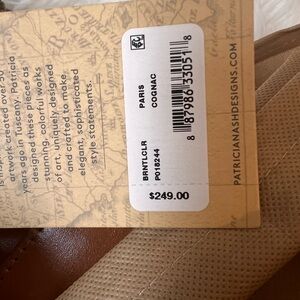 artwork created over 50
years ago in Tuscany. Patricia
designed these pieces as
stunning, colorful works
of art, uniquely designed
and crafted to make
elegant, sophisticated
style statements.
PARIS
COGNAC
8 87986 33051 8
BRNTLCLR
P018244
$249.00
PATRICIANASHDESIGNS.COM